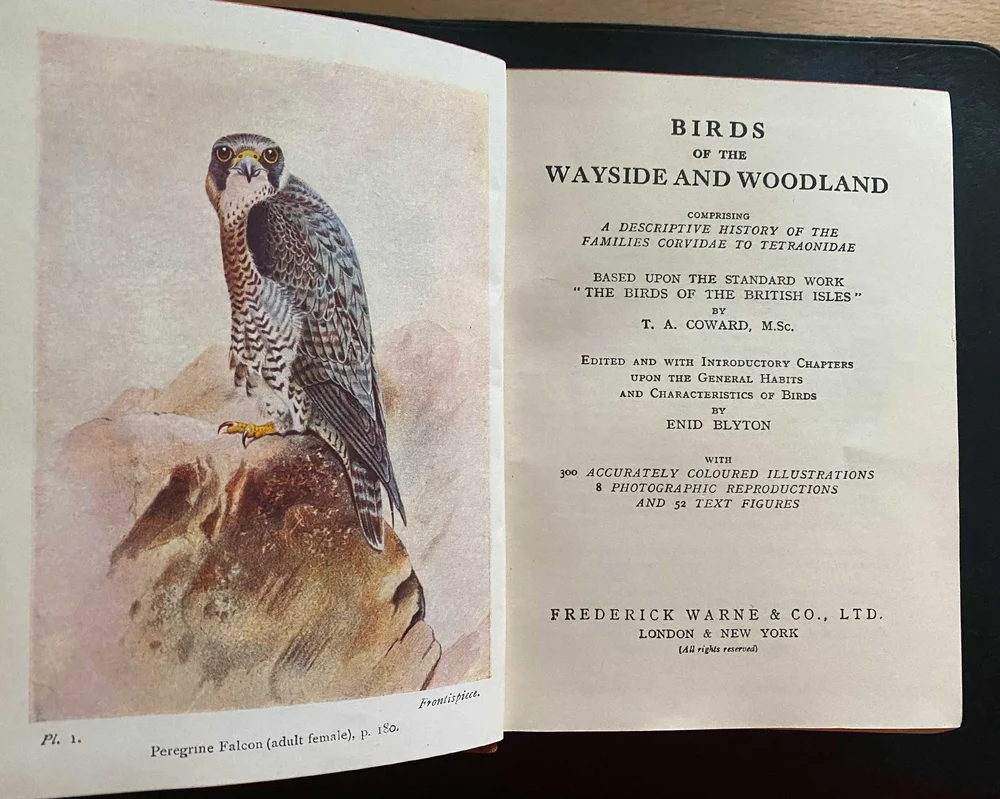 Frontispiece.
Pl. 1.
Peregrine Falcon (adult female), p. 180.
BIRDS
OF THE
WAYSIDE AND WOODLAND
COMPRISING
A DESCRIPTIVE HISTORY OF THE
FAMILIES CORVIDAE TO TETRAONIDAE
BASED UPON THE STANDARD WORK
"THE BIRDS OF THE BRITISH ISLES"
BY
T. A. COWARD, M.Sc.
Edited and with Introductory Chapters
upon the General Habits
and Characteristics of Birds
BY
ENID BLYTON
WITH
300 ACCURATELY COLOURED ILLUSTRATIONS
8 PHOTOGRAPHIC REPRODUCTIONS
AND 52 TEXT FIGURES
FREDERICK WARNE & CO., LTD.
LONDON & NEW YORK
(All rights reserved)